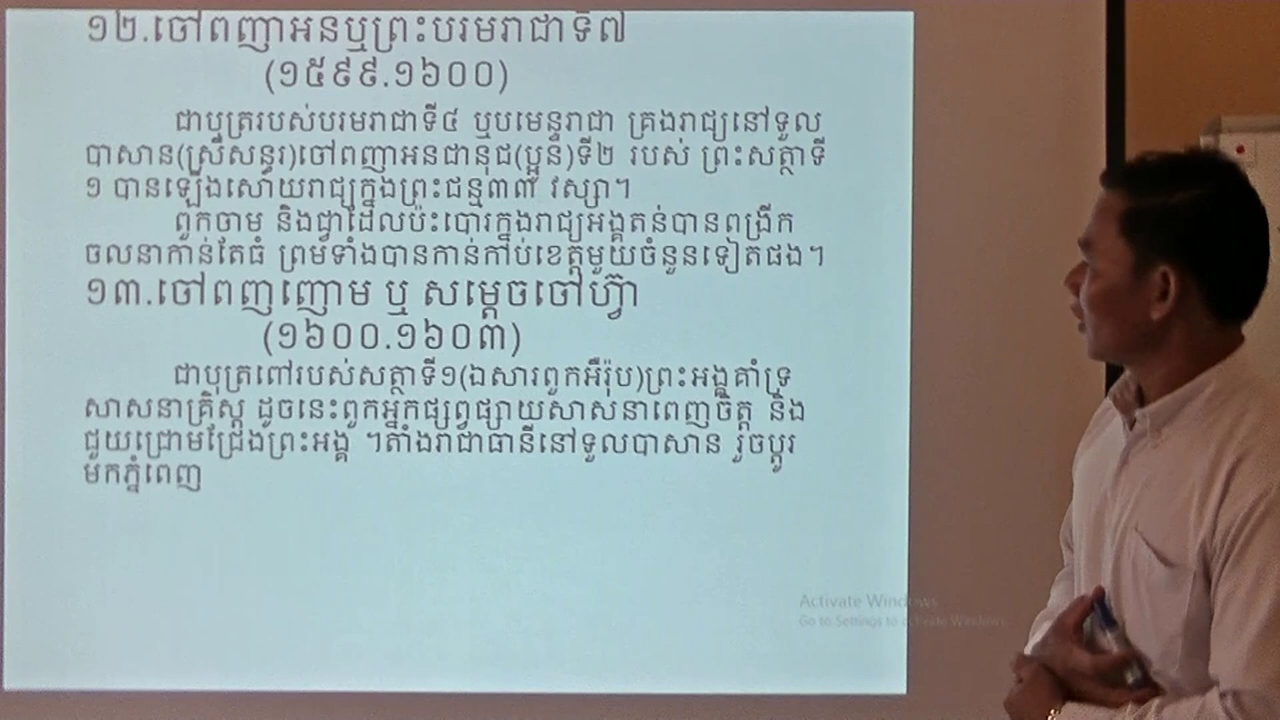 ១២.ចៅពញាអនឬព្រះបរមរាជាទី៧
(១៥៩៩.១៦០០)
ជាបុត្ររបស់បរមរាជាទី៤ ឬបមេន្ទរាជា គ្រងរាជ្យនៅទួល
បាសាន(ស្រីសន្ធរ)ចៅពញាអនជានុជ(ប្អូន)ទី២ របស់ ព្រះសត្ថាទី
១ បានឡើងសោយរាជ្យក្នុងព្រះជន្ម៣៣ វស្សា។
ពួកចាម និងជ្វាដែលប៉ះបោរក្នុងរាជ្យអង្គតន់បានពង្រីក
ចលនាកាន់តែធំ ព្រមទាំងបានកាន់កាប់ខេត្តមួយចំនួនទៀតផង។
១៣.ចៅពញញោម ឬ សម្តេចចៅហ៊្វា
(១៦០០.១៦០៣)
ជាបុត្រពៅរបស់សត្ថាទី១(ឯសារពួកអឺរ៉ុប)ព្រះអង្គគាំទ្រ
សាសនាគ្រិស្ត ដូចនេះពួកអ្នកផ្សព្វផ្សាយសាសនាពេញចិត្ត និង
ជួយជ្រោមជ្រែងព្រះអង្គ ។តាំងរាជាធានីនៅទួលបាសាន រួចប្តូរ
មកភ្នំពេញ
Activate Windows
Go to Settings to activate Windows.